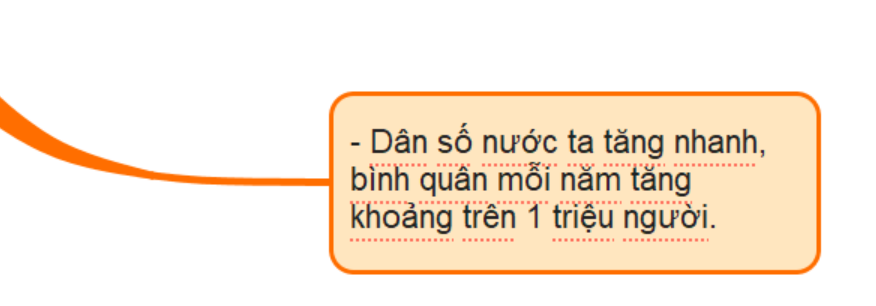 - Dân số nước ta tăng nhanh,
bình quân mỗi năm tăng
khoảng trên 1 triệu người.